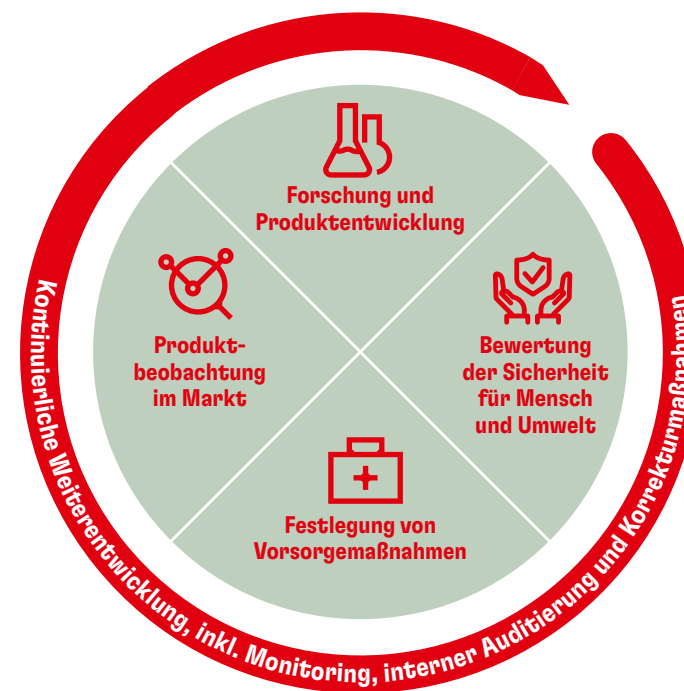 Forschung und
Produktentwicklung
Bewertung
der Sicherheit
für Mensch
und Umwelt
Festlegung von
Vorsorgemaßnahmen
Produkt-
beobachtung
im Markt
Kontinuierliche Weiterentwicklung, inkl. Monitoring, interner Auditierung und Korrekturmaßnahmen